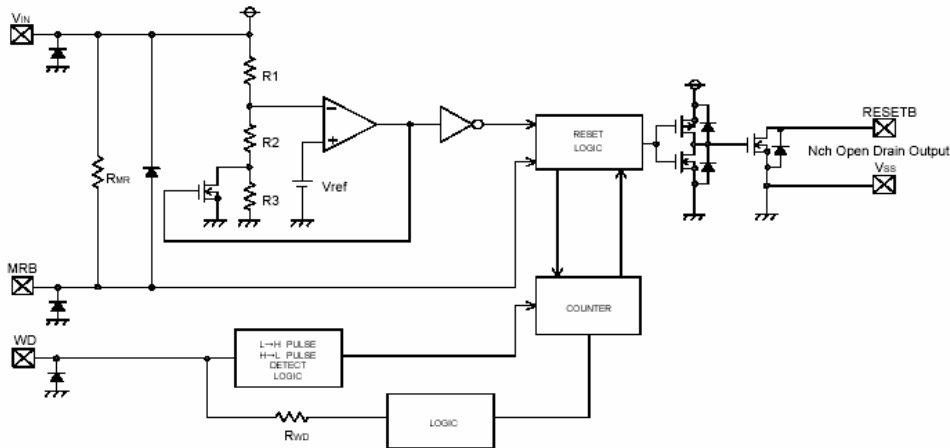 VIN
R1
R2
R3
RMR
Vref
RESET
LOGIC
RESETB
Nch Open Drain Output
VSS
MRB
COUNTER
WD
L→H PULSE
H→L PULSE
DETECT
LOGIC
RWD
LOGIC